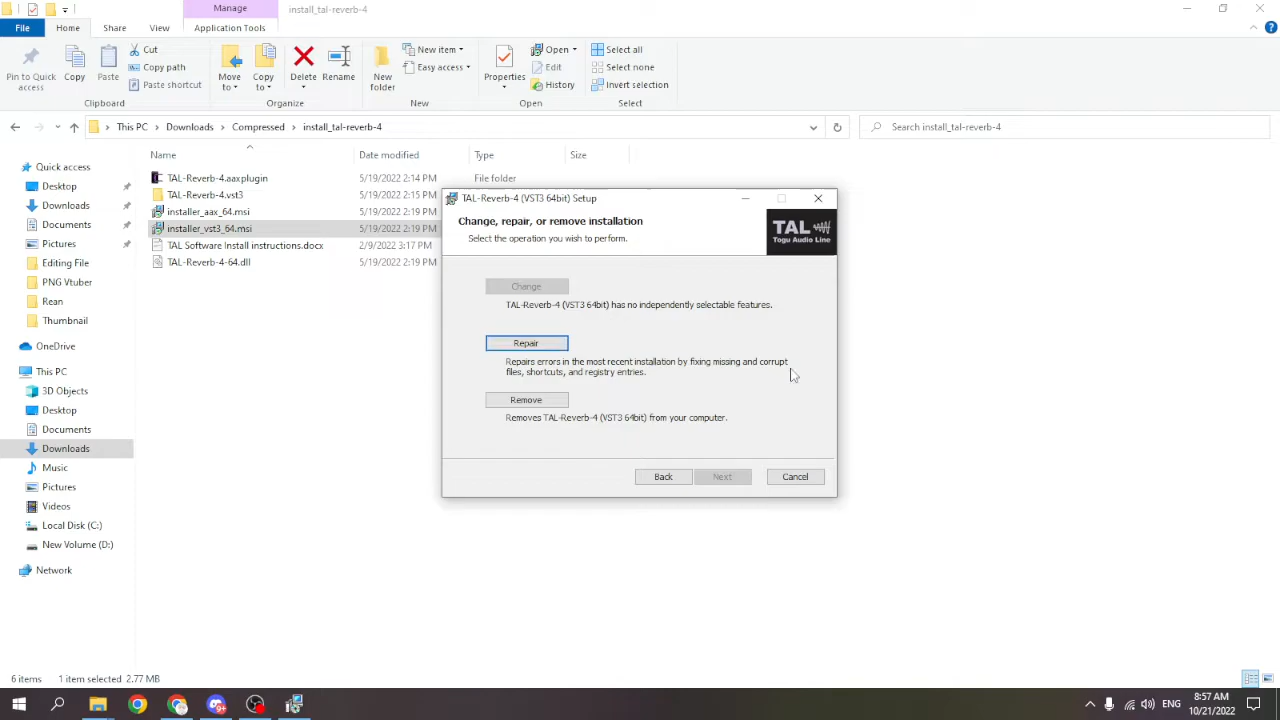 Manage
install_tal-reverb-4
File
Home
Share
View
Application Tools
Pin to Quick access
Copy
Paste
Cut
Copy path
Paste shortcut
Clipboard
Move to
Copy to
Delete
Rename
Organize
New folder
New item
Easy access
New
Properties
Open
Edit
History
Open
Select all
Select none
Invert selection
Select
This PC > Downloads > Compressed > install_tal-reverb-4
Search install_tal-reverb-4
Name
Date modified
Type
Size
TAL-Reverb-4.aaxplugin 5/19/2022 2:14 PM File folder
TAL-Reverb-4.vst3 5/19/2022 2:15 PM
installer_aax_64.msi 5/19/2022 2:19 PM
installer_vst3_64.msi 5/19/2022 2:19 PM
TAL Software Install instructions.docx 2/9/2022 3:17 PM
TAL-Reverb-4-64.dll 5/19/2022 2:19 PM
Quick access
Desktop
Downloads
Documents
Pictures
Editing File
PNG Vtuber
Rean
Thumbnail
OneDrive
This PC
3D Objects
Desktop
Documents
Downloads
Music
Pictures
Videos
Local Disk (C:)
New Volume (D:)
Network
TAL-Reverb-4 (VST3 64bit) Setup
Change, repair, or remove installation
Select the operation you wish to perform.
TAL
Togu Audio Line
Change
TAL-Reverb-4 (VST3 64bit) has no independently selectable features.
Repair
Repairs errors in the most recent installation by fixing missing and corrupt
files, shortcuts, and registry entries.
Remove
Removes TAL-Reverb-4 (VST3 64bit) from your computer.
Back
Next
Cancel
6 items
1 item selected 2.77 MB
ENG
8:57 AM
10/21/2022